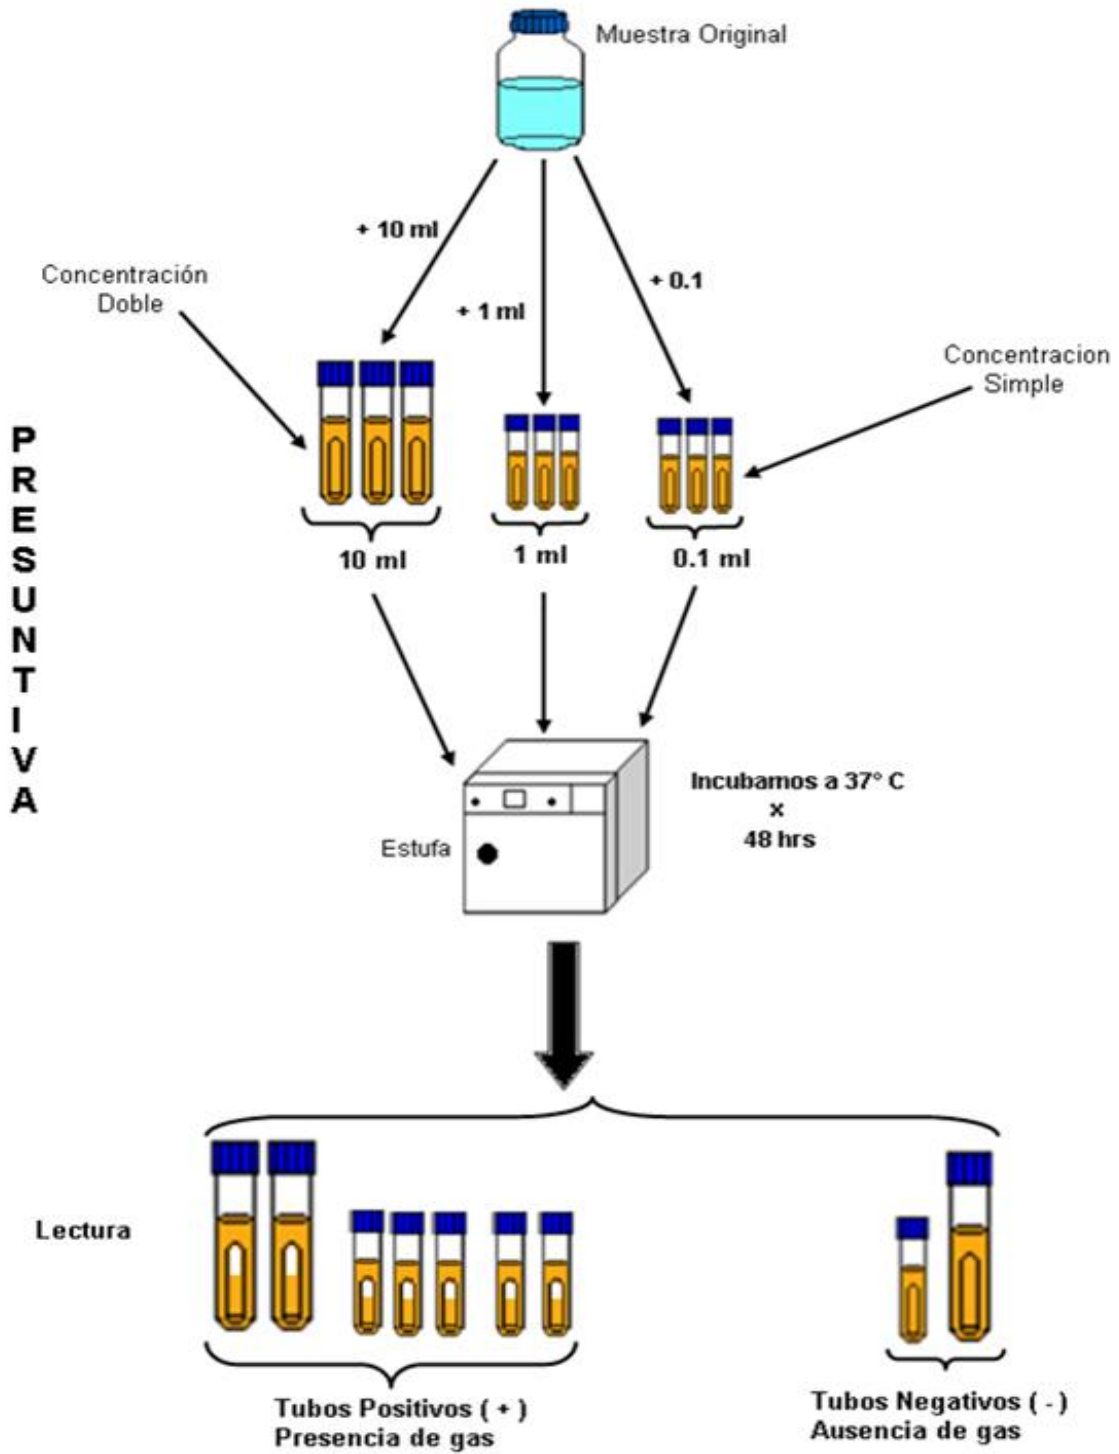 Muestra Original
+ 10 ml
+ 1 ml
+ 0.1
Concentración
Doble
Concentracion
Simple
10 ml
1 ml
0.1 ml
PRESUNTIVA
Estufa
Incubamos a 37° C
x
48 hrs
Lectura
Tubos Positivos ( + )
Presencia de gas
Tubos Negativos ( - )
Ausencia de gas